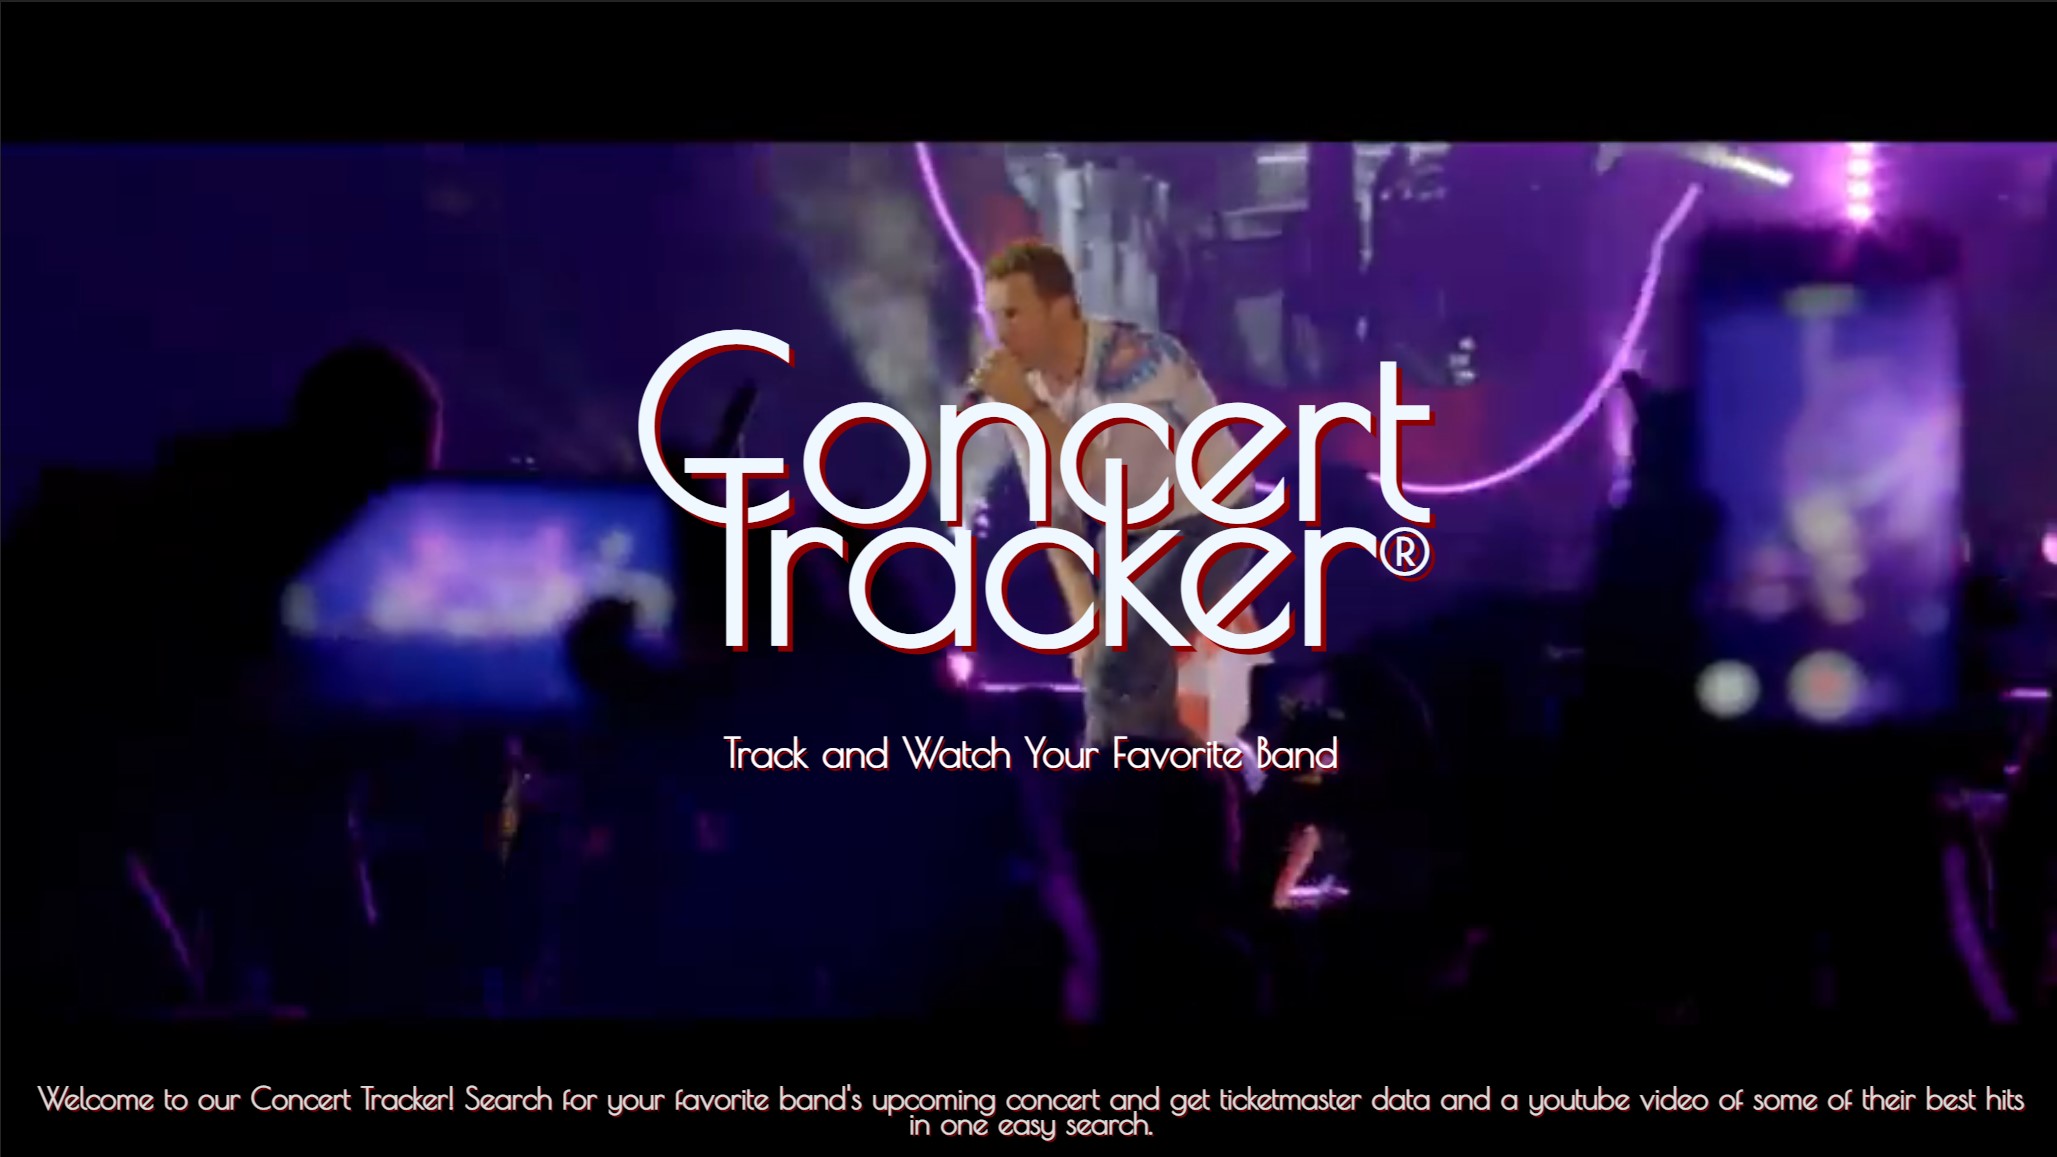 Concert
Tracker®
Track and Watch Your Favorite Band
Welcome to our Concert Tracker! Search for your favorite band's upcoming concert and get ticketmaster data and a youtube video of some of their best hits
in one easy search.